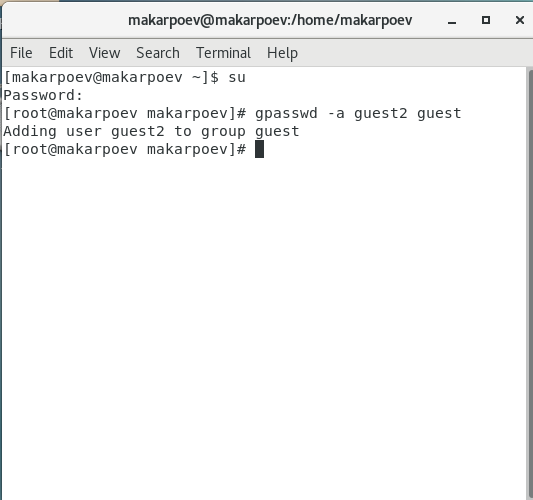 makarpoev@makarpoev:/home/makarpoev
File Edit View Search Terminal Help
[makarpoev@makarpoev ~]$ su
Password:
[root@makarpoev makarpoev]# gpasswd -a guest2 guest
Adding user guest2 to group guest
[root@makarpoev makarpoev]#